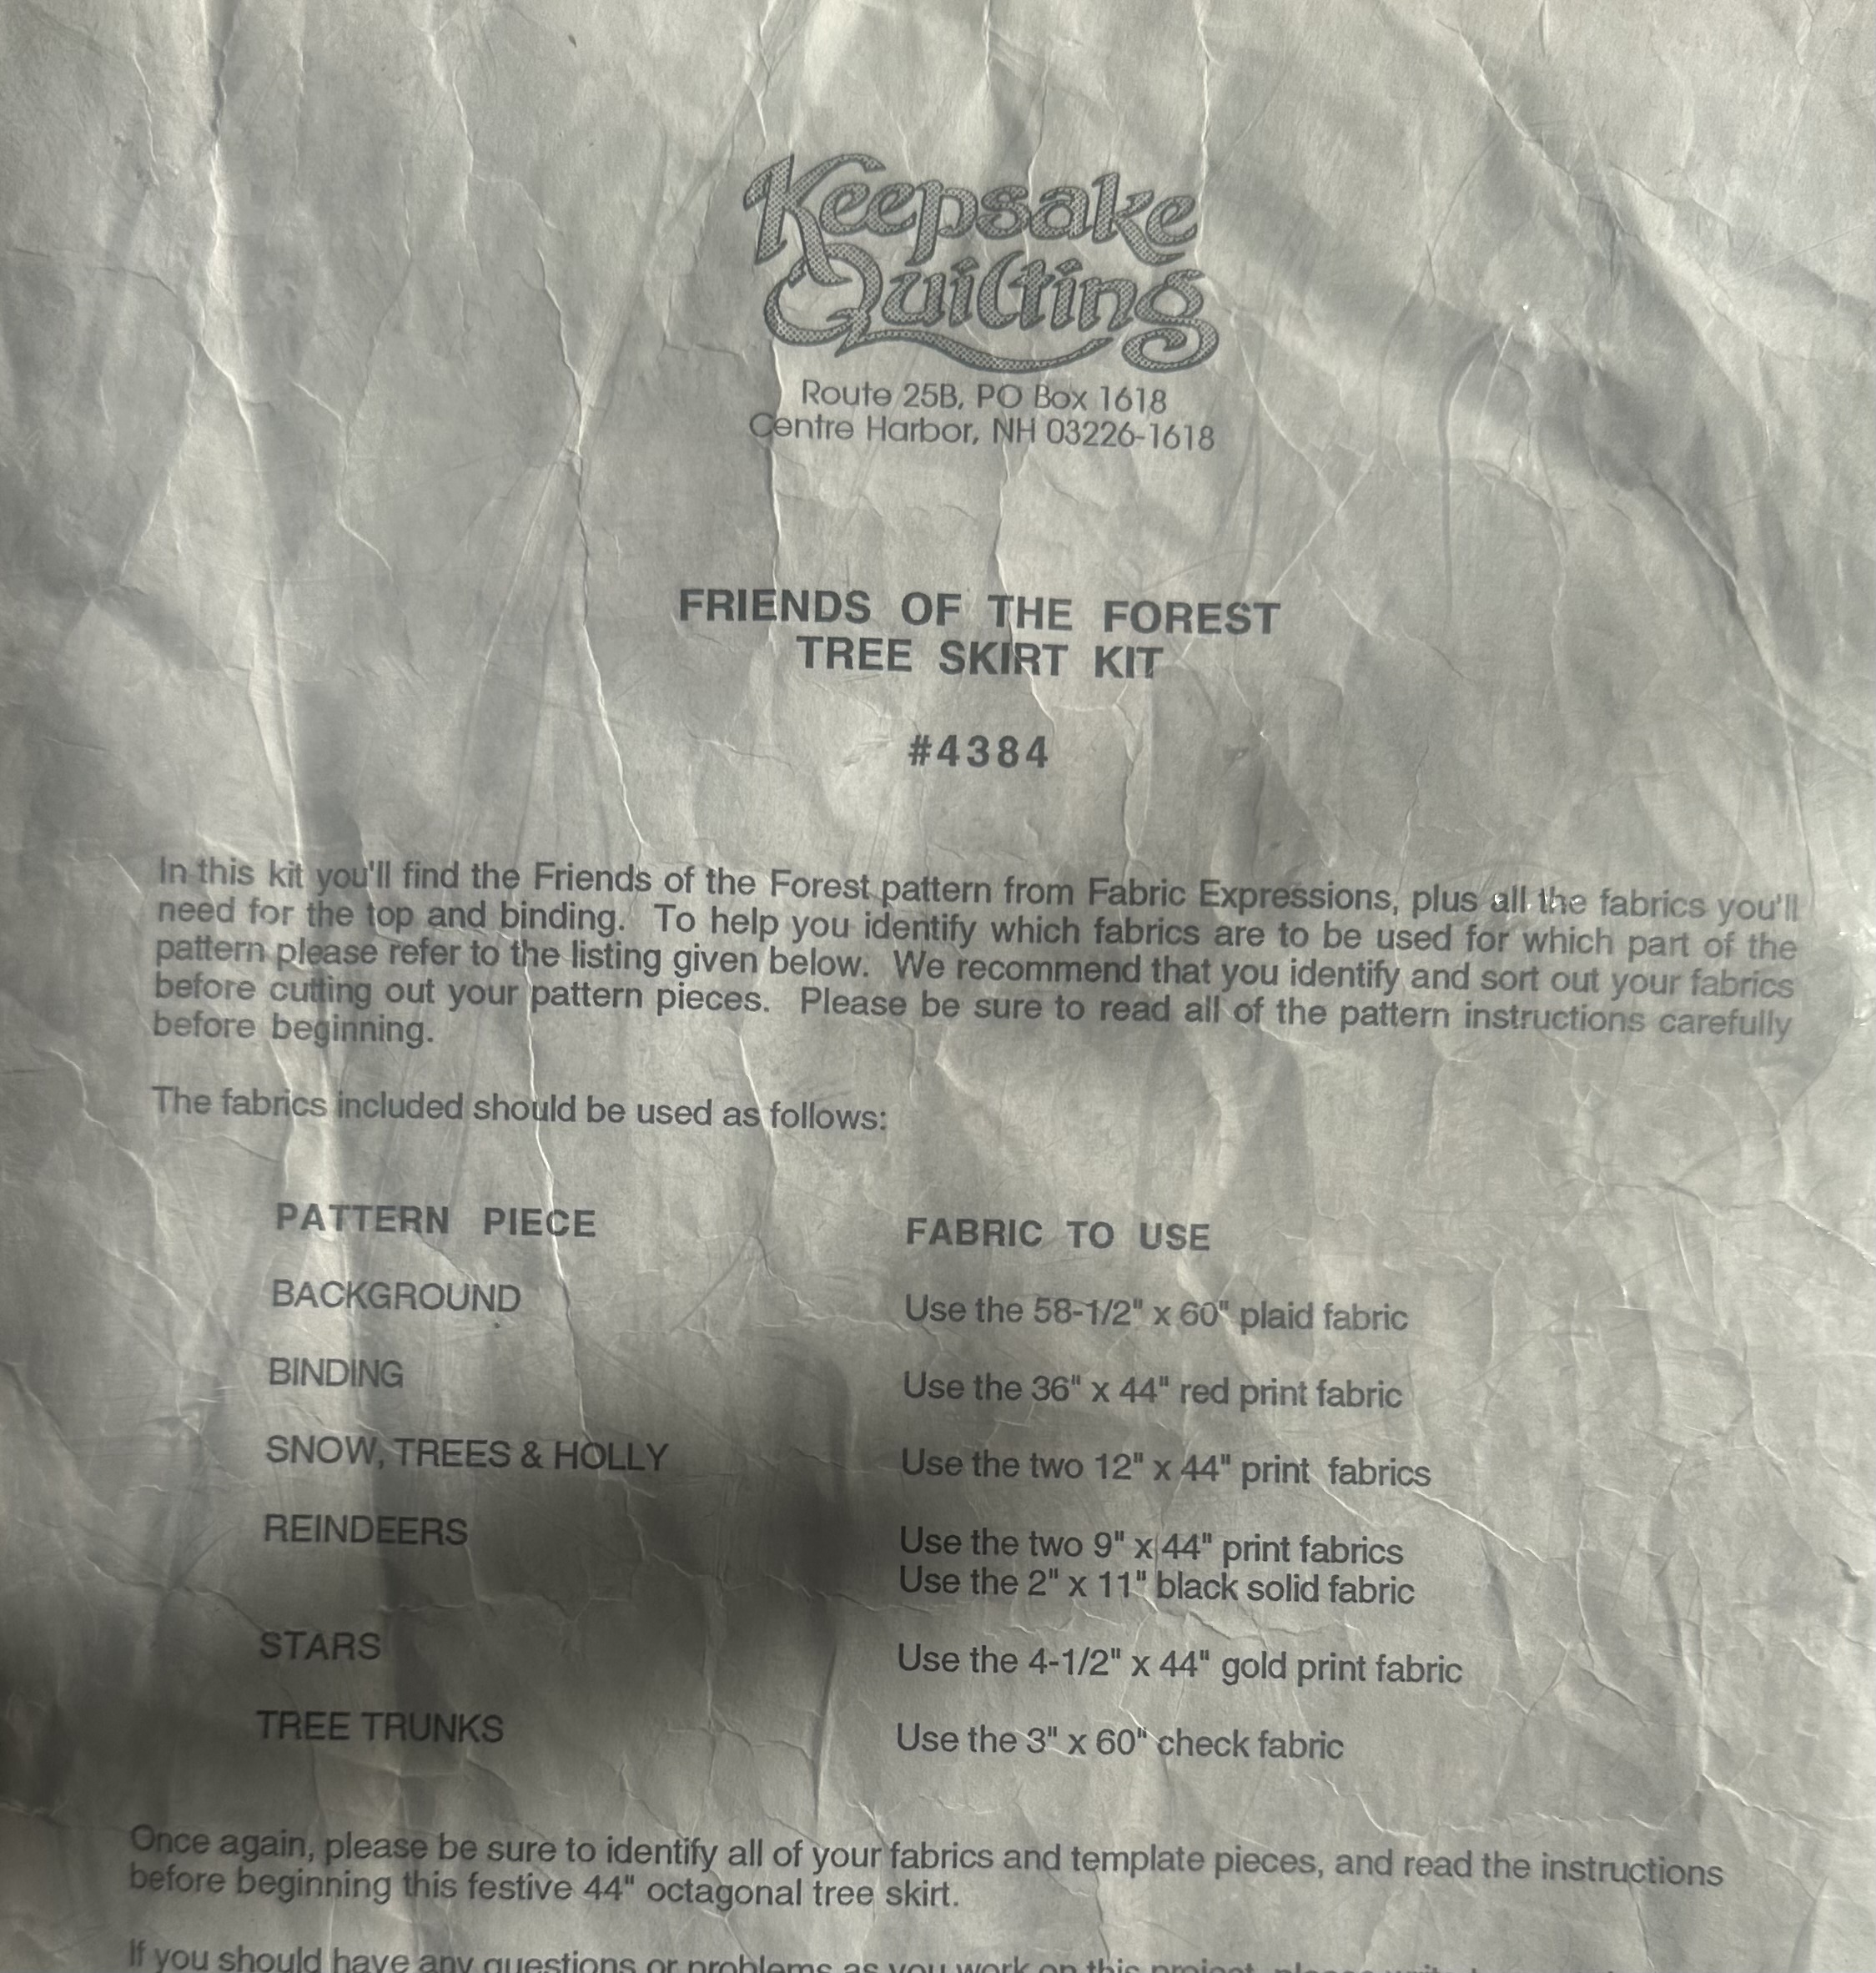 Keepsake
Quilting
Route 25B, PO Box 1618
Centre Harbor, NH 03226-1618
FRIENDS OF THE FOREST
TREE SKIRT KIT
#4384
In this kit you'll find the Friends of the Forest pattern from Fabric Expressions, plus all the fabrics you'll
need for the top and binding. To help you identify which fabrics are to be used for which part of the
pattern please refer to the listing given below. We recommend that you identify and sort out your fabrics
before cutting out your pattern pieces. Please be sure to read all of the pattern instructions carefully
before beginning.
The fabrics included should be used as follows:
PATTERN PIECE FABRIC TO USE
BACKGROUND Use the 58-1/2" x 60" plaid fabric
BINDING Use the 36" x 44" red print fabric
SNOW, TREES & HOLLY Use the two 12" x 44" print fabrics
REINDEERS Use the two 9" x 44" print fabrics
Use the 2" x 11" black solid fabric
STARS Use the 4-1/2" x 44" gold print fabric
TREE TRUNKS Use the 3" x 60" check fabric
Once again, please be sure to identify all of your fabrics and template pieces, and read the instructions
before beginning this festive 44" octagonal tree skirt.
If you should have any questions or problems as you work on this project, please